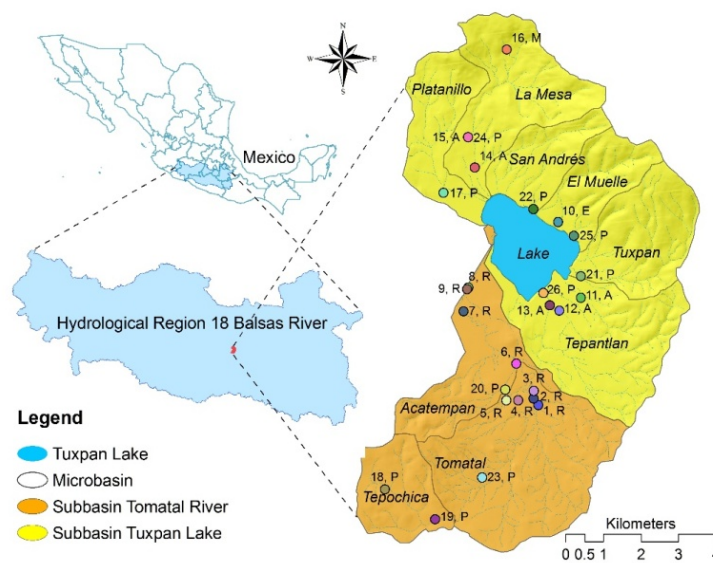 N
W
E
S
Mexico
Hydrological Region 18 Balsas River
Legend
Tuxpan Lake
Microbasin
Subbasin Tomatal River
Subbasin Tuxpan Lake
16, M
Platanillo
La Mesa
15, A
24, P
14, A
San Andrés
El Muelle
17, P
22, P
10, E
25, P
Tuxpan
Lake
21, P
8, R
9, R
26, P
11, A
7, R
13, A
12, A
Tepantlan
6, R
3, R
20, P
2, R
Acatempan
5, R
4, R
1, R
Tomatal
18, P
23, P
Tepochica
19, P
Kilometers
0 0.5 1 2 3 4